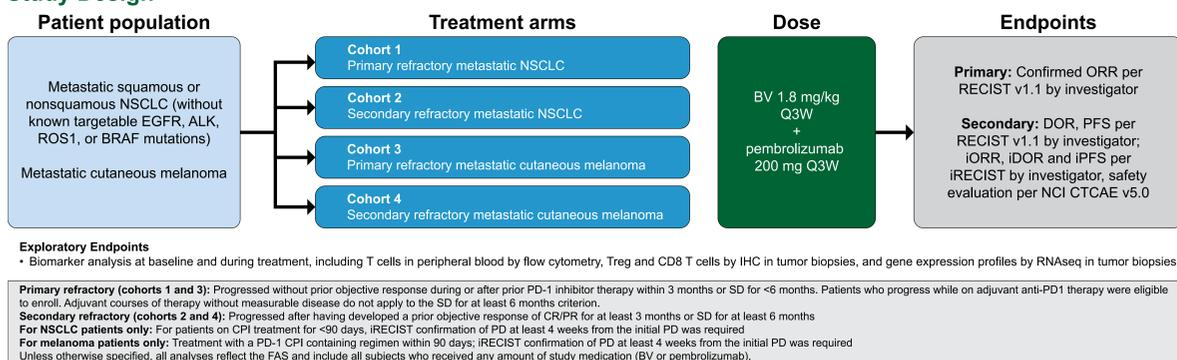 Study Design
Patient population
Treatment arms
Dose
Endpoints
Metastatic squamous or
nonsquamous NSCLC (without
known targetable EGFR, ALK,
ROS1, or BRAF mutations)
Metastatic cutaneous melanoma
Cohort 1
Primary refractory metastatic NSCLC
Cohort 2
Secondary refractory metastatic NSCLC
Cohort 3
Primary refractory metastatic cutaneous melanoma
Cohort 4
Secondary refractory metastatic cutaneous melanoma
BV 1.8 mg/kg
Q3W
+
pembrolizumab
200 mg Q3W
Primary: Confirmed ORR per
RECIST v1.1 by investigator
Secondary: DOR, PFS per
RECIST v1.1 by investigator;
iORR, iDOR and iPFS per
iRECIST by investigator, safety
evaluation per NCI CTCAE v5.0
Exploratory Endpoints
• Biomarker analysis at baseline and during treatment, including T cells in peripheral blood by flow cytometry, Treg and CD8 T cells by IHC in tumor biopsies, and gene expression profiles by RNAseq in tumor biopsies
Primary refractory (cohorts 1 and 3): Progressed without prior objective response during or after prior PD-1 inhibitor therapy within 3 months or SD for <6 months. Patients who progress while on adjuvant anti-PD1 therapy were eligible
to enroll. Adjuvant courses of therapy without measurable disease do not apply to the SD for at least 6 months criterion.
Secondary refractory (cohorts 2 and 4): Progressed after having developed a prior objective response of CR/PR for at least 3 months or SD for at least 6 months
For NSCLC patients only: For patients on CPI treatment for <90 days, iRECIST confirmation of PD at least 4 weeks from the initial PD was required
For melanoma patients only: Treatment with a PD-1 CPI containing regimen within 90 days; iRECIST confirmation of PD at least 4 weeks from the initial PD was required
Unless otherwise specified, all analyses reflect the FAS and include all subjects who received any amount of study medication (BV or pembrolizumab).